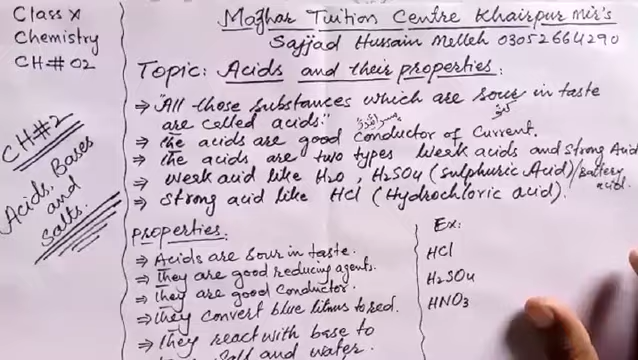 Class X
Chemistry
CH# 02
CH#2
Acids, Bases
and
Salts.
Mazhar Tuition Centre Khairpur Mir's
Sajjad Hussain Melleh 03052664290
Topic: Acids and their properties:
⇒ "All those substances which are sour in taste
are called acids."
⇒ The acids are good conductor of Current.
⇒ The acids are two types Weak acids and Strong Acid
⇒ Weak acid like H2O, H2SO4 (Sulphuric Acid)/Battery acid.
⇒ Strong acid like HCl (Hydrochloric acid).
Properties:
⇒ Acids are sour in taste.
⇒ They are good reducing agents.
⇒ They are good conductor.
⇒ They convert blue litmus to red.
⇒ They react with base to
Salt and water.
Ex:
HCl
H2SO4
HNO3